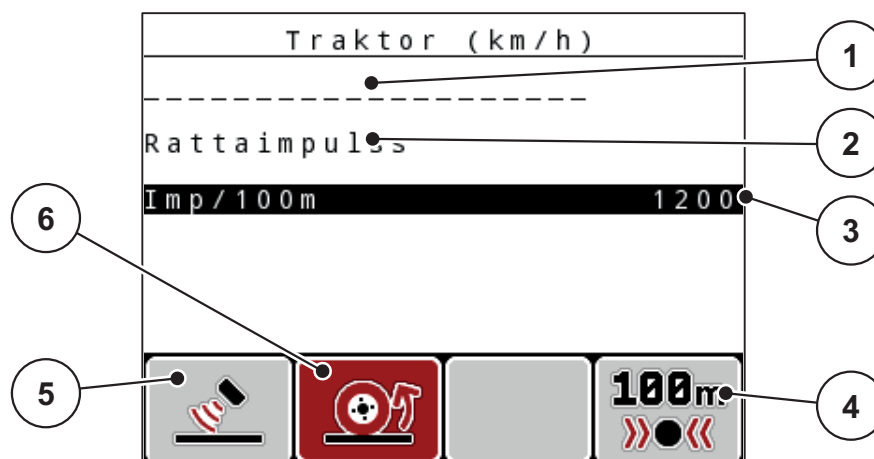 Traktor (km/h)
1
--------------------
Rattaimpulss
2
Imp/100m 1200
3
6
5
100m
4